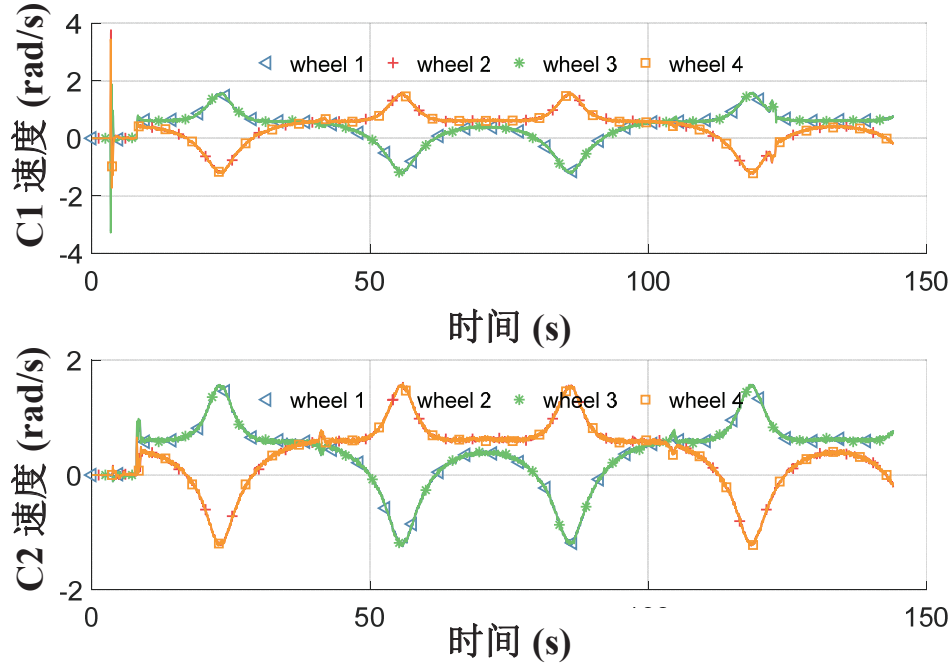 C1 速度 (rad/s)
4
2
0
-2
-4
wheel 1 wheel 2 wheel 3 wheel 4
0 50 100 150
时间 (s)
C2 速度 (rad/s)
2
0
-2
wheel 1 wheel 2 wheel 3 wheel 4
0 50 150
时间 (s)